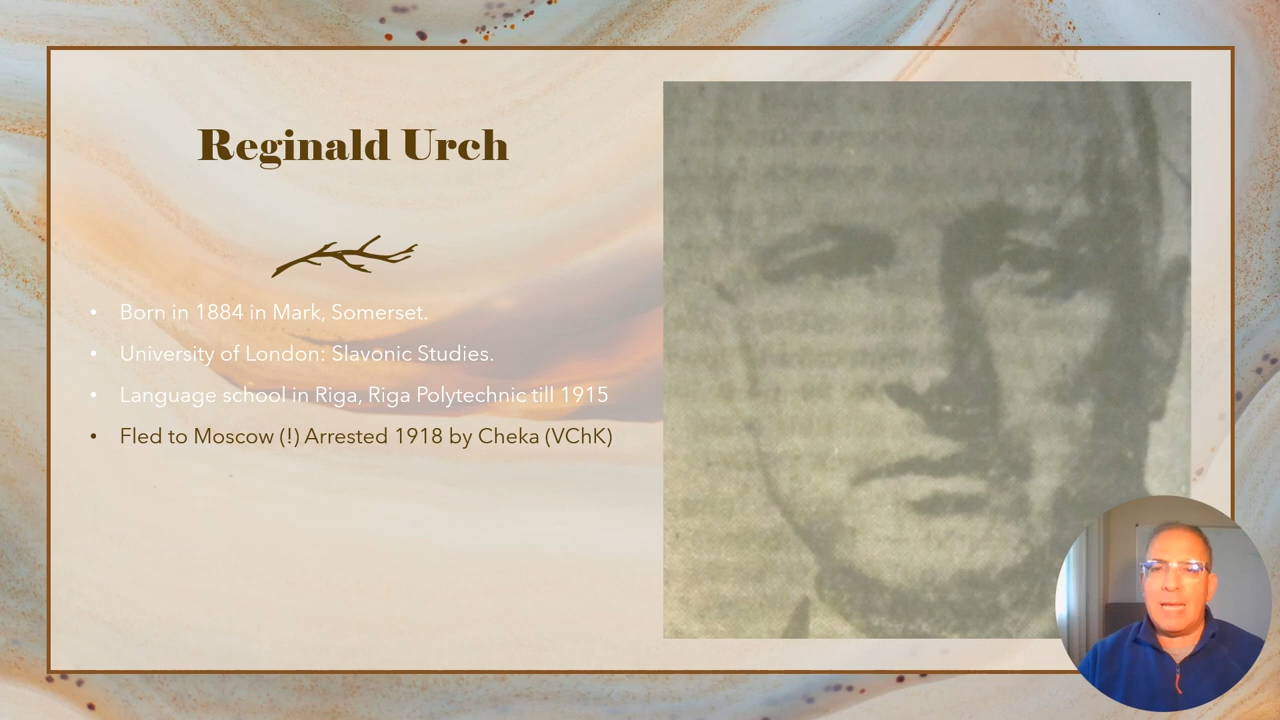 Reginald Urch
• Born in 1884 in Mark, Somerset.
• University of London: Slavonic Studies.
• Language school in Riga, Riga Polytechnic till 1915
• Fled to Moscow (!) Arrested 1918 by Cheka (VChK)